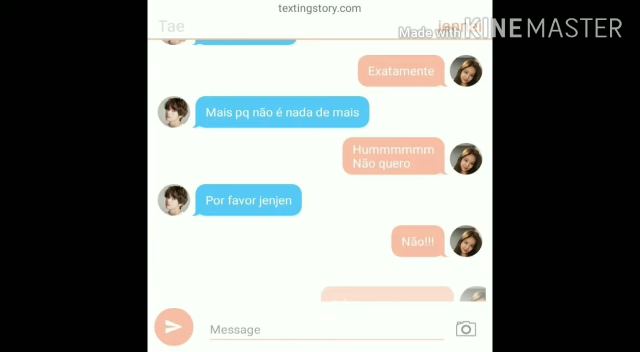 textingstory.com
Tae
Made with KINEMASTER
Exatamente
Mais pq não é nada de mais
Hummmmmm
Não quero
Por favor jenjen
Não!!!
Message